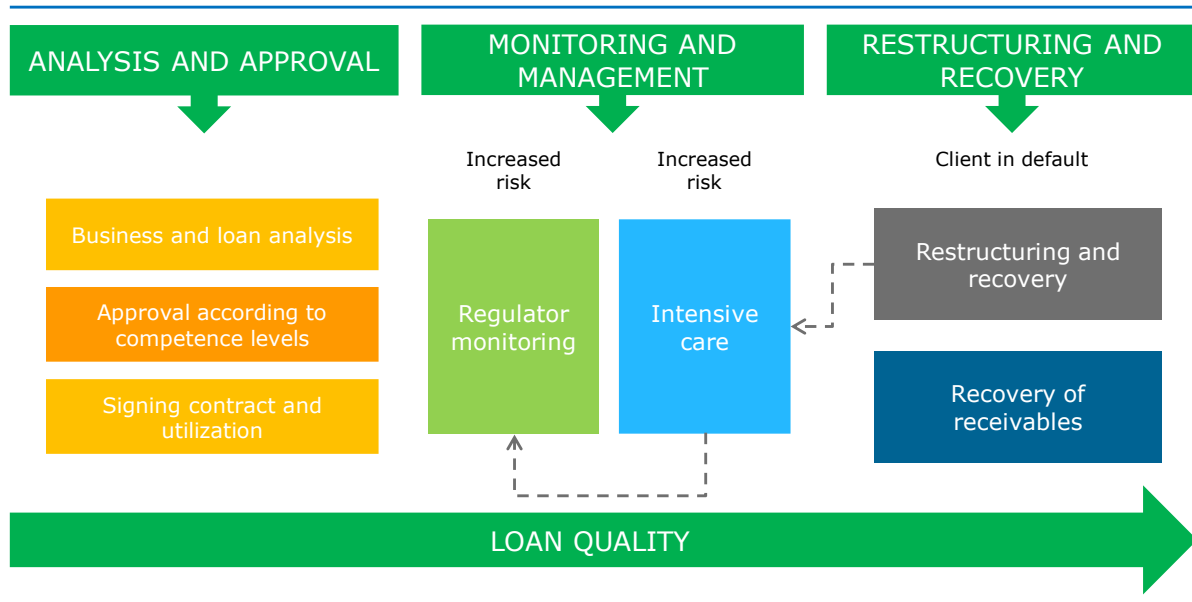 ANALYSIS AND APPROVAL
MONITORING AND
MANAGEMENT
RESTRUCTURING AND
RECOVERY
Increased
risk
Increased
risk
Client in default
Business and loan analysis
Approval according to
competence levels
Signing contract and
utilization
Regulator
monitoring
Intensive
care
Restructuring and
recovery
Recovery of
receivables
LOAN QUALITY